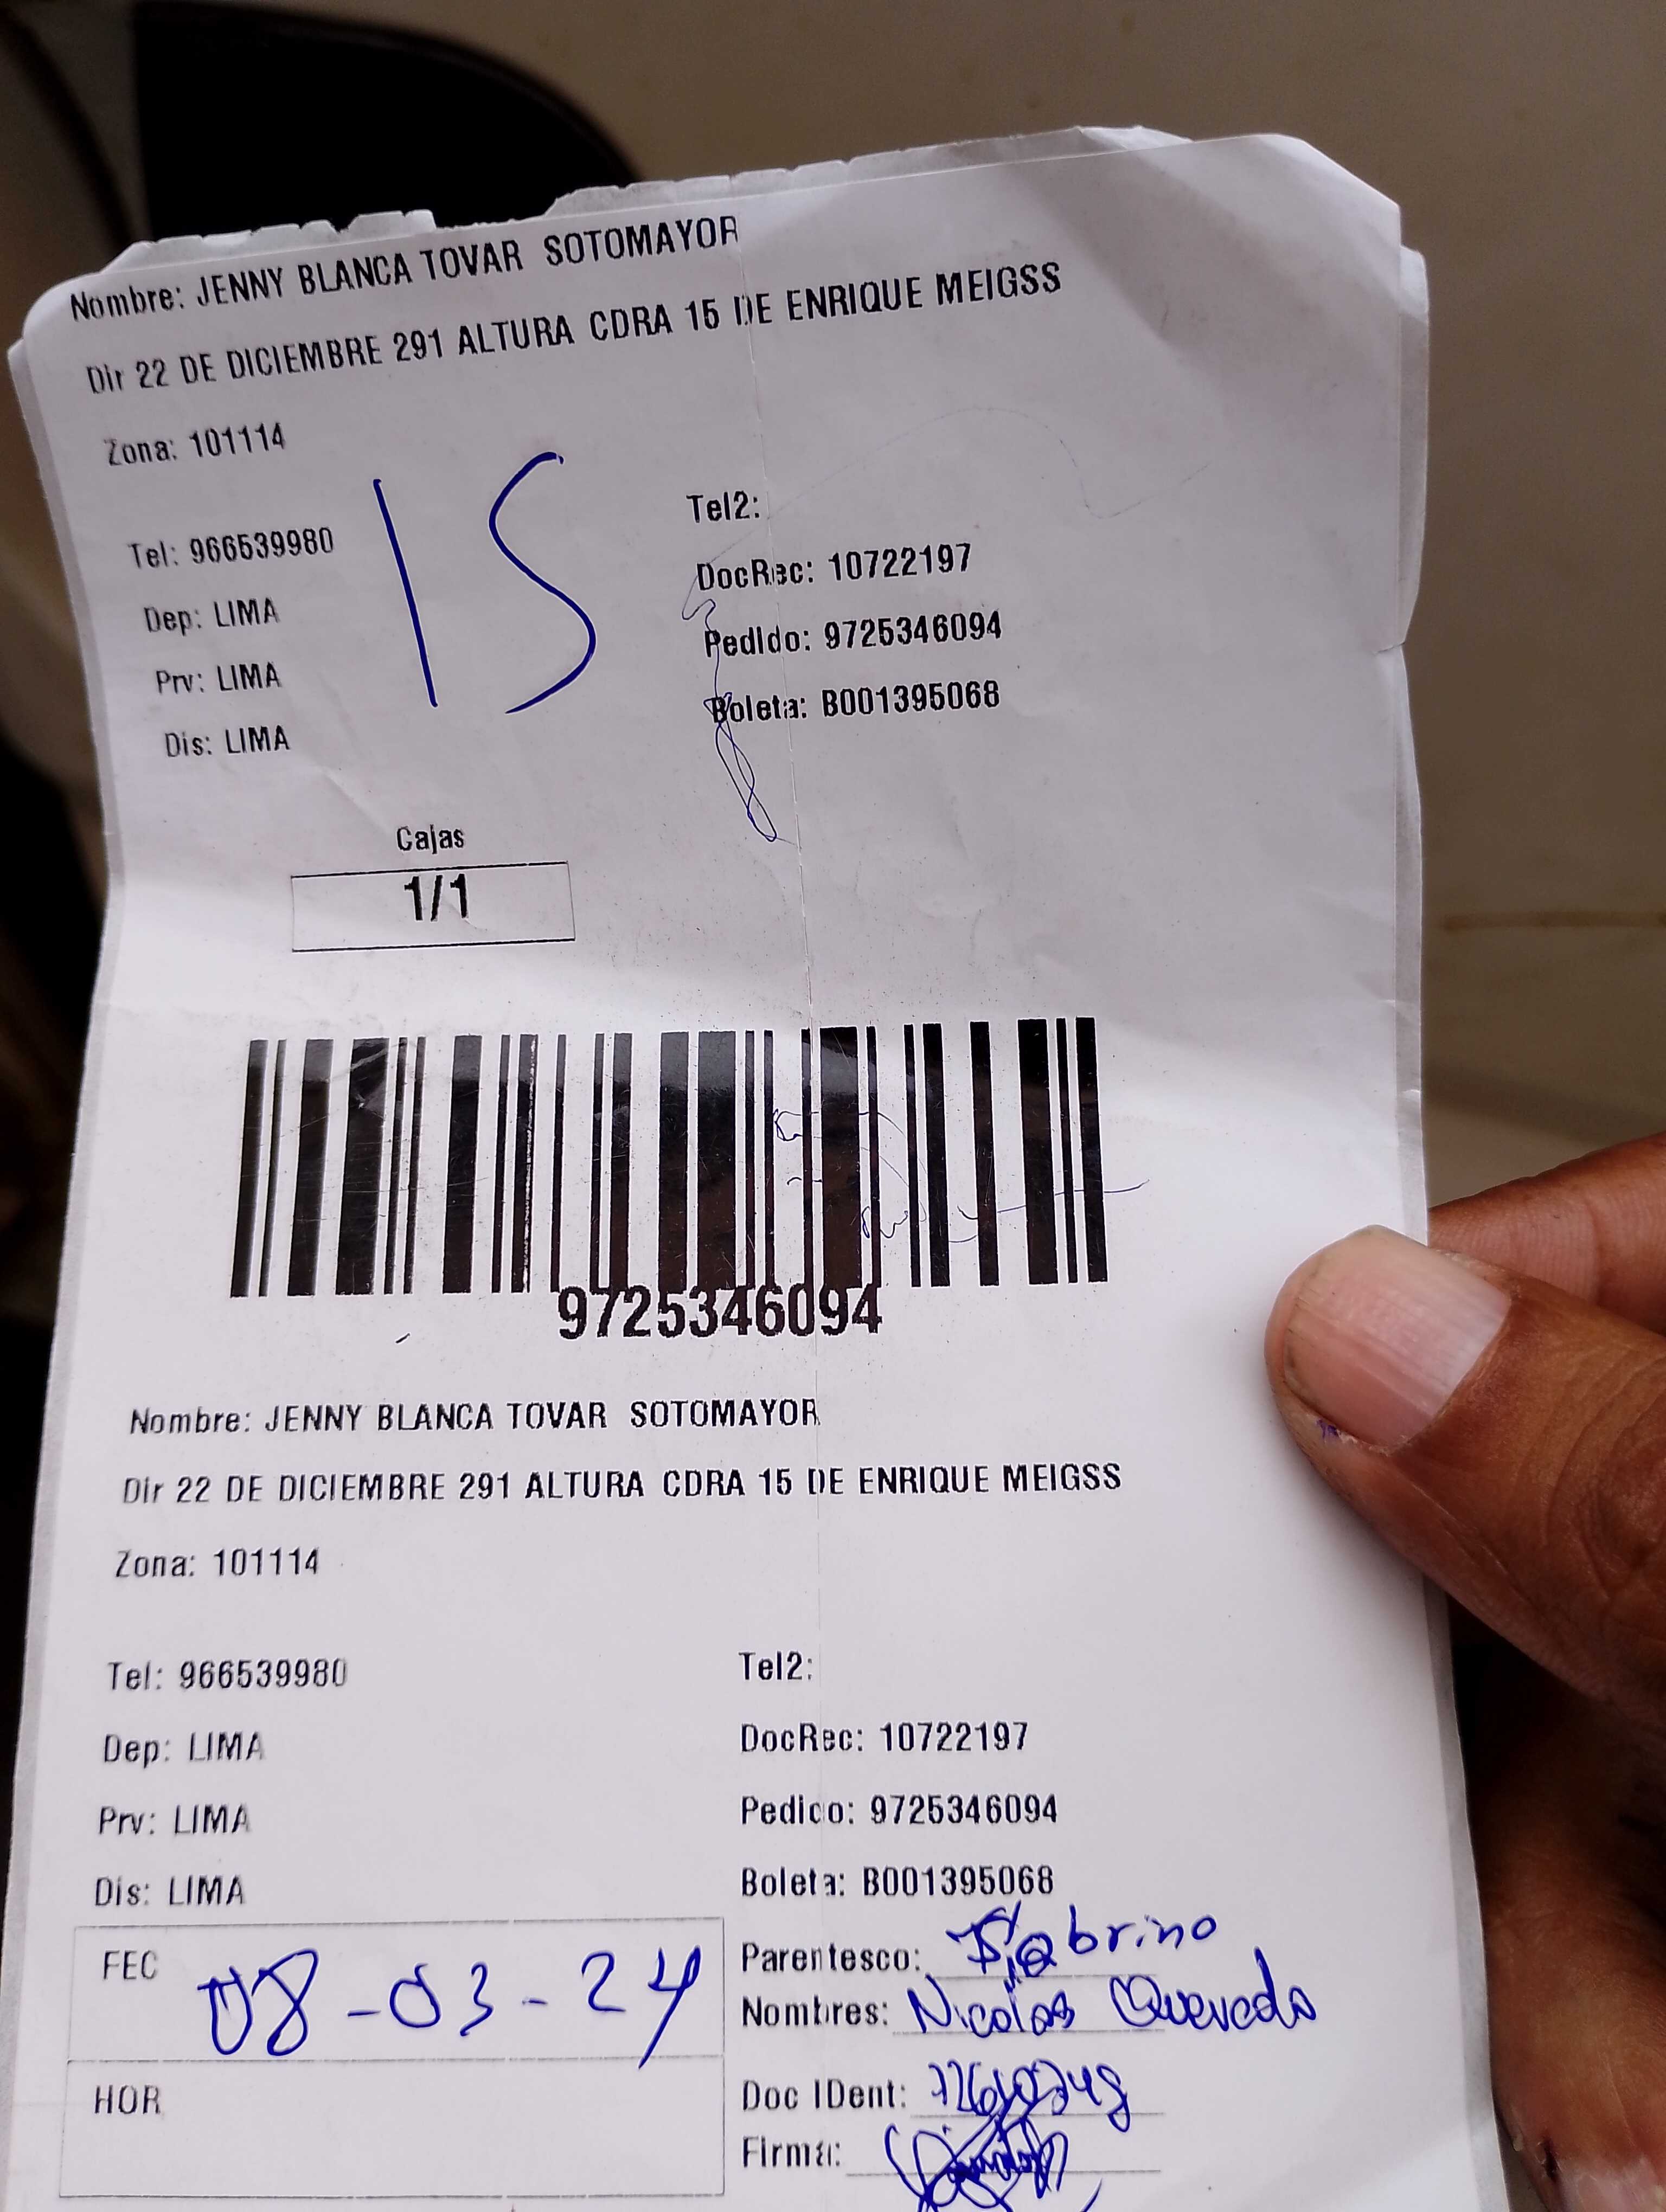 Nombre: JENNY BLANCA TOVAR SOTOMAYOR
Dir 22 DE DICIEMBRE 291 ALTURA CDRA 15 DE ENRIQUE MEIGSS
Zona: 101114
15
Tel: 966539980 Tel2:
DocRec: 10722197
Dep: LIMA Pedido: 9725346094
Prv: LIMA Boleta: B001395068
Dis: LIMA
Cajas
1/1
9725346094
Nombre: JENNY BLANCA TOVAR SOTOMAYOR
Dir 22 DE DICIEMBRE 291 ALTURA CDRA 15 DE ENRIQUE MEIGSS
Zona: 101114
Tel: 966539980 Tel2:
Dep: LIMA DocRec: 10722197
Prv: LIMA Pedido: 9725346094
Dis: LIMA Boleta: B001395068
FEC 08-03-24 Parentesco: Sobrino
Nombres: Nicolas Quevedo
HOR Doc IDent:
Firma: